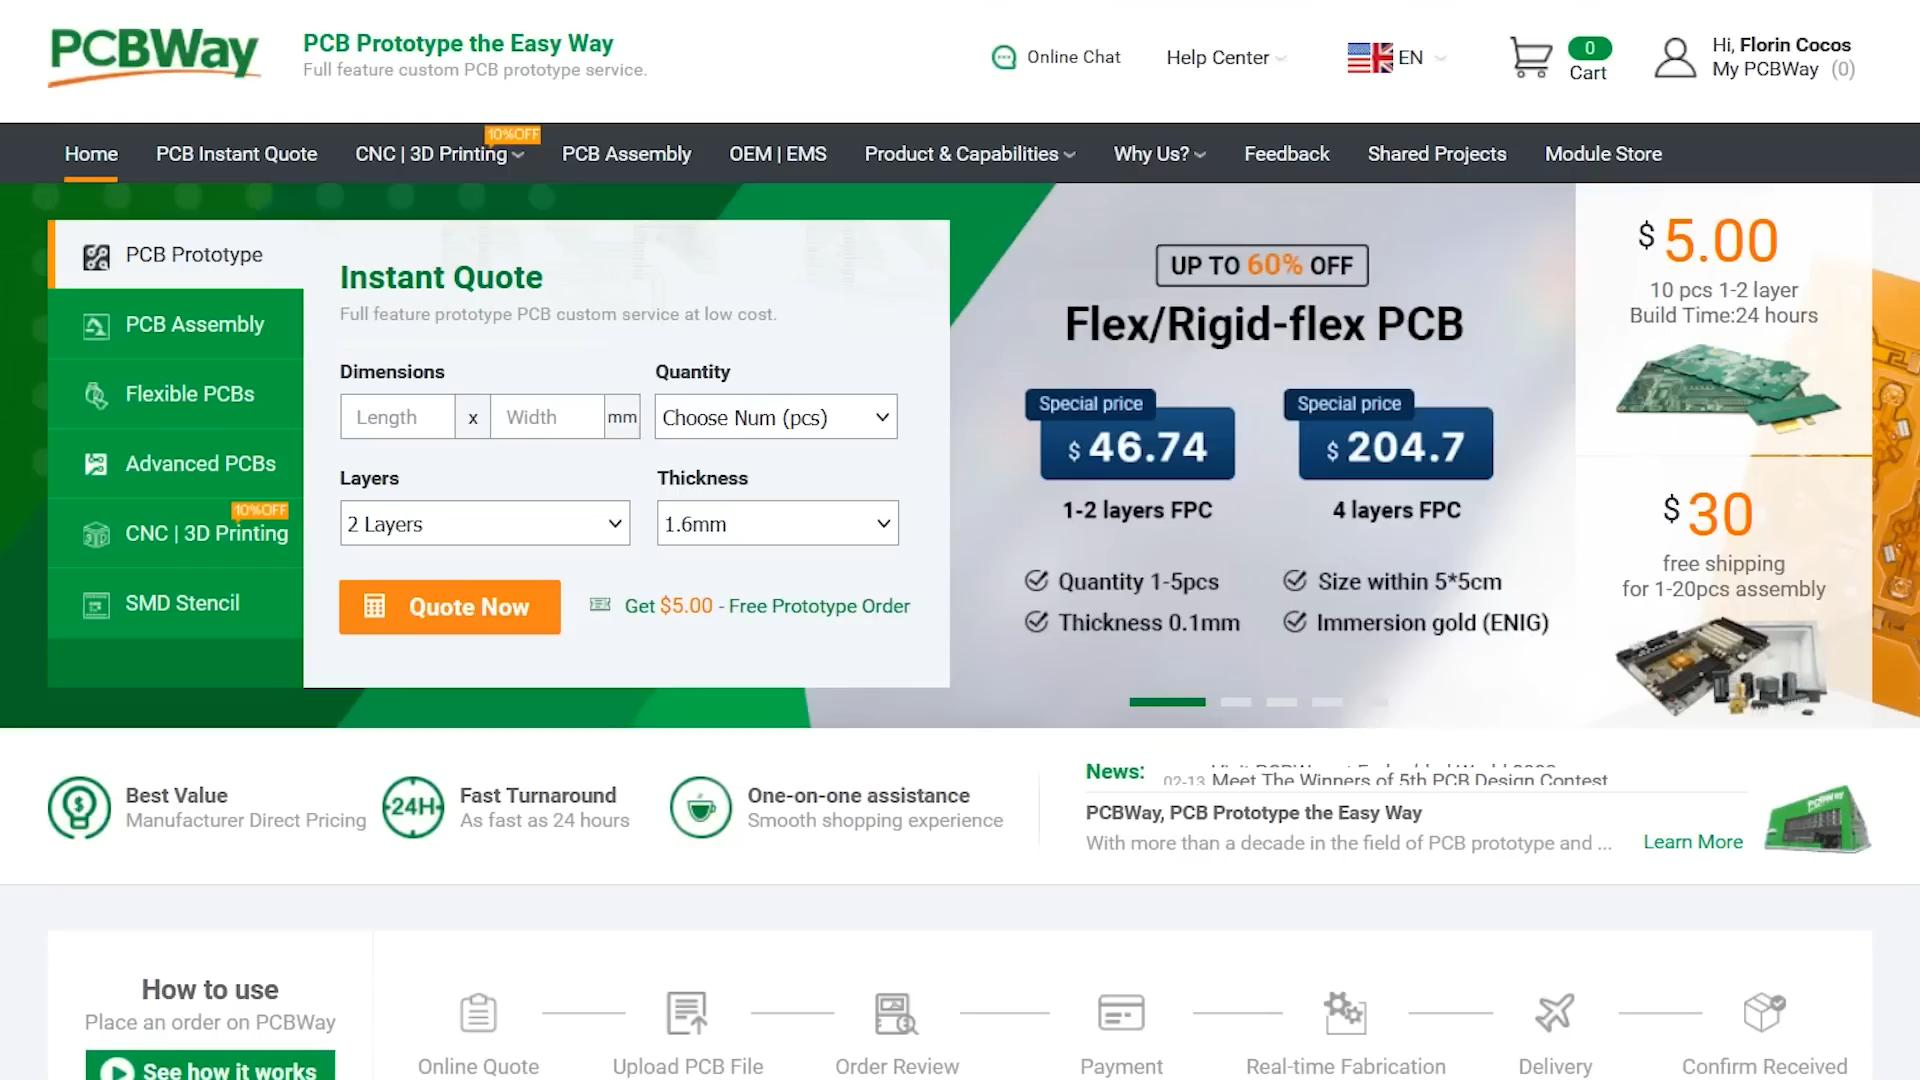 PCBWay
PCB Prototype the Easy Way
Full feature custom PCB prototype service.
Online Chat
Help Center
EN
0
Cart
Hi, Florin Cocos
My PCBWay (0)
10%OFF
Home
PCB Instant Quote
CNC | 3D Printing
PCB Assembly
OEM | EMS
Product & Capabilities
Why Us?
Feedback
Shared Projects
Module Store
PCB Prototype
PCB Assembly
Flexible PCBs
Advanced PCBs
10%OFF
CNC | 3D Printing
SMD Stencil
Instant Quote
Full feature prototype PCB custom service at low cost.
Dimensions
Quantity
Length
x
Width
mm
Choose Num (pcs)
Layers
Thickness
2 Layers
1.6mm
Quote Now
Get $5.00 - Free Prototype Order
UP TO 60% OFF
Flex/Rigid-flex PCB
Special price
$ 46.74
1-2 layers FPC
Special price
$ 204.7
4 layers FPC
Quantity 1-5pcs
Size within 5*5cm
Thickness 0.1mm
Immersion gold (ENIG)
$ 5.00
10 pcs 1-2 layer
Build Time:24 hours
$ 30
free shipping
for 1-20pcs assembly
Best Value
Manufacturer Direct Pricing
24H
Fast Turnaround
As fast as 24 hours
One-on-one assistance
Smooth shopping experience
News:
02-13 Meet The Winners of 5th PCB Design Contest
PCBWay, PCB Prototype the Easy Way
With more than a decade in the field of PCB prototype and ...
Learn More
PCBWay
How to use
Place an order on PCBWay
See how it works
Online Quote
Upload PCB File
Order Review
Payment
Real-time Fabrication
Delivery
Confirm Received